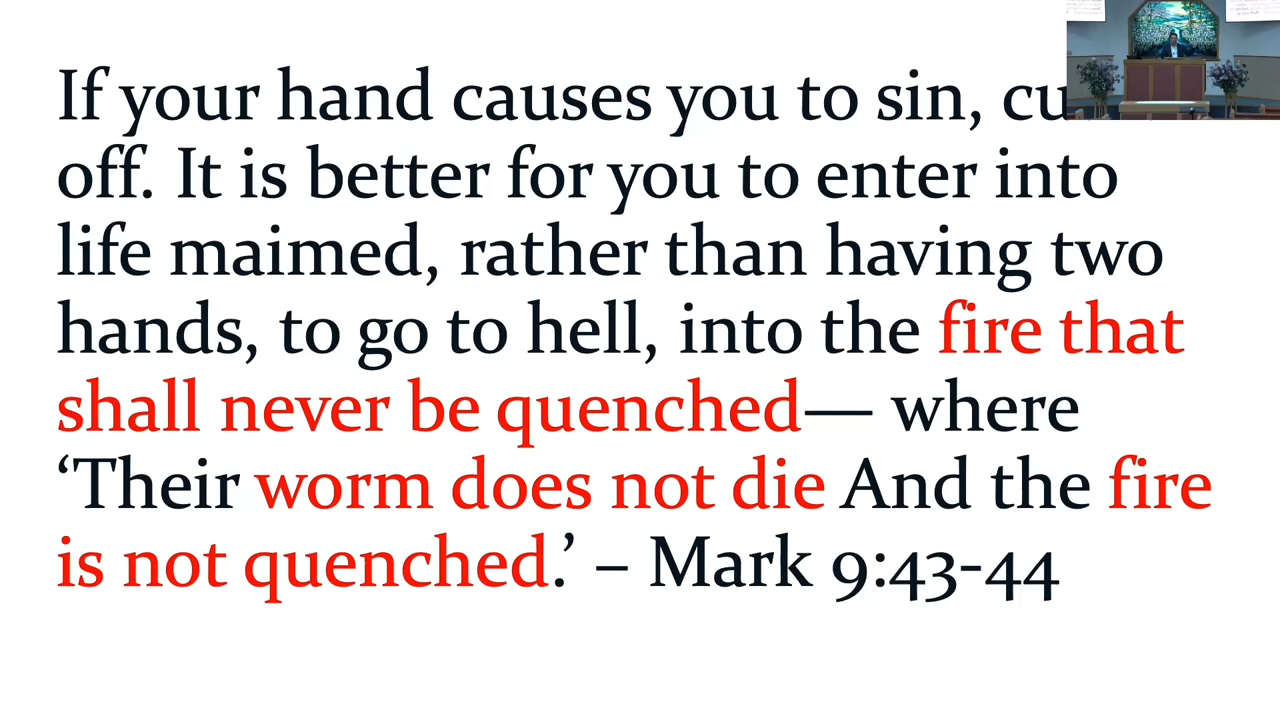 If your hand causes you to sin, cu
off. It is better for you to enter into
life maimed, rather than having two
hands, to go to hell, into the fire that
shall never be quenched— where
‘Their worm does not die And the fire
is not quenched.’ – Mark 9:43-44